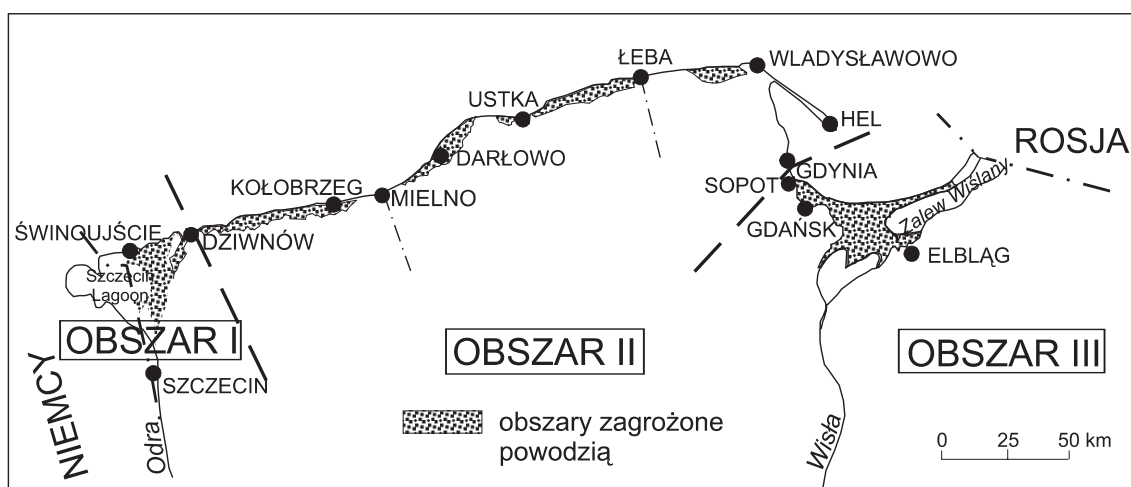 ŁEBA
WLADYSŁAWOWO
USTKA
HEL
ROSJA
DARŁOWO
GDYNIA
KOŁOBRZEG
SOPOT
MIELNO
Zalew Wiślany
ŚWINOUJŚCIE
DZIWNÓW
GDAŃSK
ELBLĄG
Szczecin
Lagoon
OBSZAR I
OBSZAR II
OBSZAR III
NIEMCY
SZCZECIN
Odra
obszary zagrożone
powodzią
Wisła
0 25 50 km